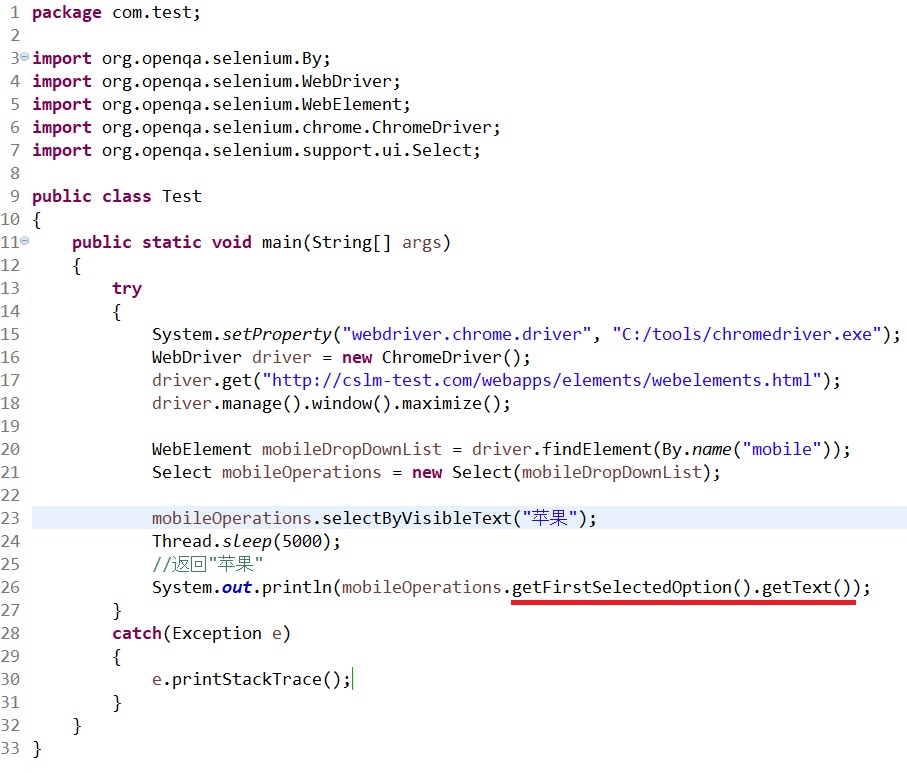 1 package com.test;
2
3 import org.openqa.selenium.By;
4 import org.openqa.selenium.WebDriver;
5 import org.openqa.selenium.WebElement;
6 import org.openqa.selenium.chrome.ChromeDriver;
7 import org.openqa.selenium.support.ui.Select;
8
9 public class Test
10 {
11     public static void main(String[] args)
12     {
13         try
14         {
15             System.setProperty("webdriver.chrome.driver", "C:/tools/chromedriver.exe");
16             WebDriver driver = new ChromeDriver();
17             driver.get("http://cslm-test.com/webapps/elements/webelements.html");
18             driver.manage().window().maximize();
19
20             WebElement mobileDropDownList = driver.findElement(By.name("mobile"));
21             Select mobileOperations = new Select(mobileDropDownList);
22
23             mobileOperations.selectByVisibleText("苹果");
24             Thread.sleep(5000);
25             //返回"苹果"
26             System.out.println(mobileOperations.getFirstSelectedOption().getText());
27         }
28         catch(Exception e)
29         {
30             e.printStackTrace();
31         }
32     }
33 }